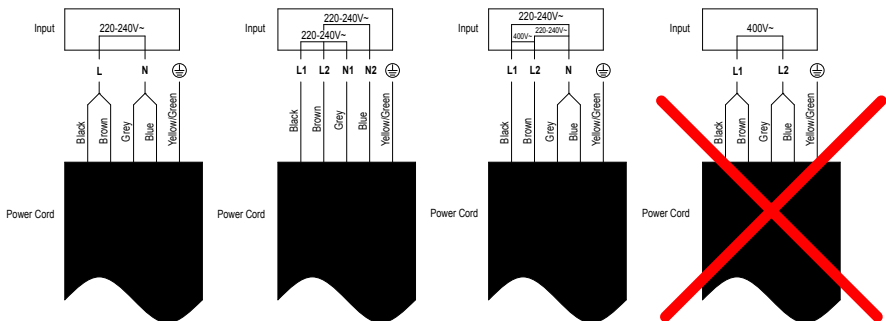 Input
220-240V~
L N
Black
Brown
Grey
Blue
Yellow/Green
Power Cord
Input
220-240V~
220-240V~
L1 L2 N1 N2
Black
Brown
Grey
Blue
Yellow/Green
Power Cord
Input
220-240V~
400V~ 220-240V~
L1 L2 N
Black
Brown
Grey
Blue
Yellow/Green
Power Cord
Input
400V~
L1 L2
Black
Brown
Grey
Blue
Yellow/Green
Power Cord